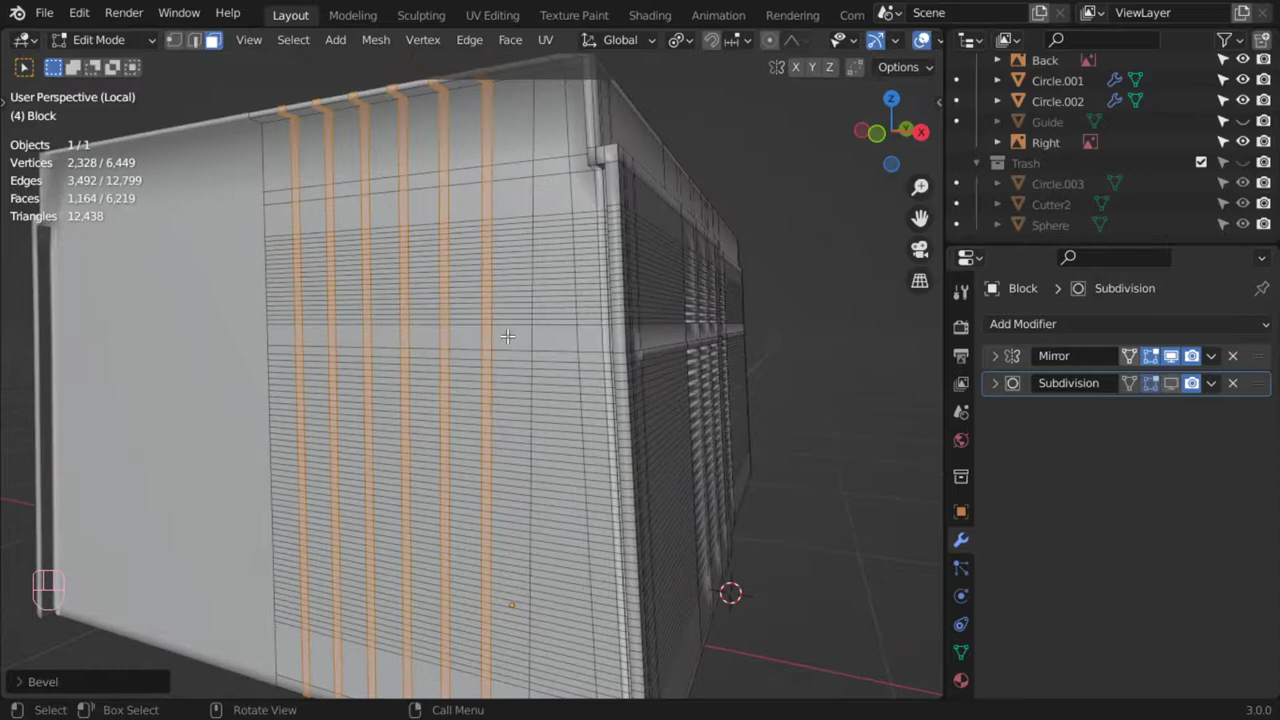 File Edit Render Window Help Layout Modeling Sculpting UV Editing Texture Paint Shading Animation Rendering Com Scene ViewLayer
Edit Mode View Select Add Mesh Vertex Edge Face UV Global
X Y Z Options
User Perspective (Local)
(4) Block
Objects 1/1
Vertices 2,328 / 6,449
Edges 3,492 / 12,799
Faces 1,164 / 6,219
Triangles 12,438
Z
Y
X
Back
Circle.001
Circle.002
Guide
Right
Trash
Circle.003
Cutter2
Sphere
Block > Subdivision
Add Modifier
Mirror
Subdivision
> Bevel
Select Box Select Rotate View Call Menu 3.0.0